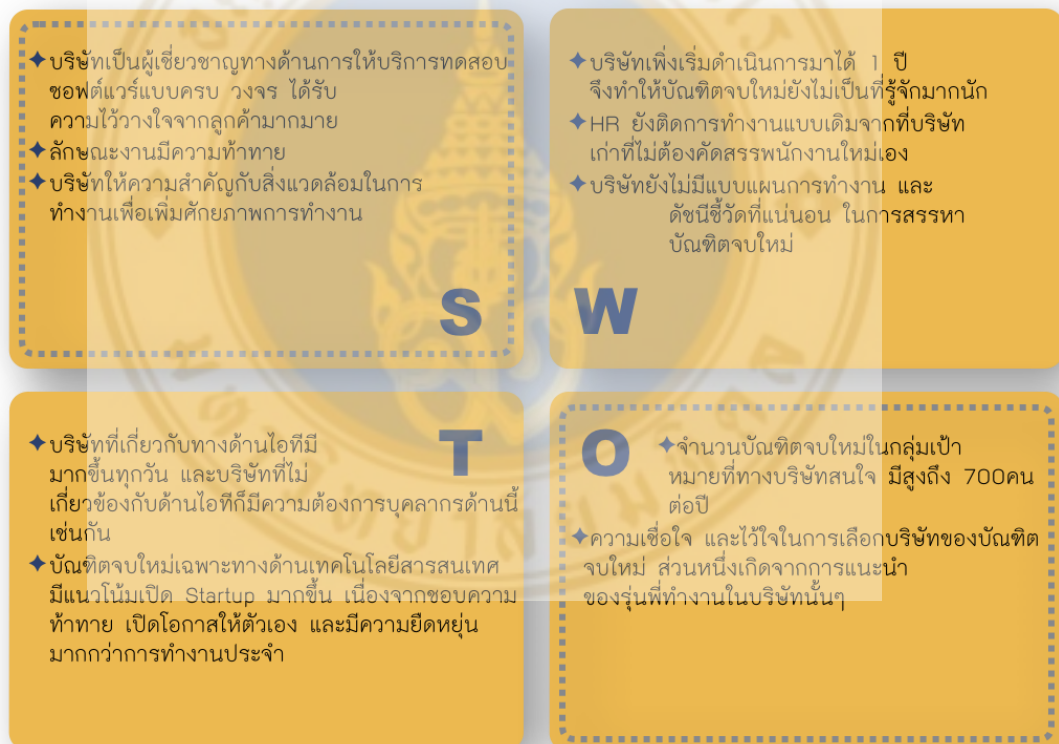 ✦บริษัทเป็นผู้เชี่ยวชาญทางด้านการให้บริการทดสอบ
ซอฟต์แวร์แบบครบ วงจร ได้รับ
ความไว้วางใจจากลูกค้ามากมาย
✦ลักษณะงานมีความท้าทาย
✦บริษัทให้ความสำคัญกับสิ่งแวดล้อมในการ
ทำงานเพื่อเพิ่มศักยภาพการทำงาน
S
✦บริษัทเพิ่งเริ่มดำเนินการมาได้ 1 ปี
จึงทำให้บัณฑิตจบใหม่ยังไม่เป็นที่รู้จักมากนัก
✦HR ยังติดการทำงานแบบเดิมจากที่บริษัท
เก่าที่ไม่ต้องคัดสรรพนักงานใหม่เอง
✦บริษัทยังไม่มีแบบแผนการทำงาน และ
ดัชนีชี้วัดที่แน่นอน ในการสรรหา
บัณฑิตจบใหม่
W
✦บริษัทที่เกี่ยวกับทางด้านไอทีมี
มากขึ้นทุกวัน และบริษัทที่ไม่
เกี่ยวข้องกับด้านไอทีก็มีความต้องการบุคลากรด้านนี้
เช่นกัน
✦บัณฑิตจบใหม่เฉพาะทางด้านเทคโนโลยีสารสนเทศ
มีแนวโน้มเปิด Startup มากขึ้น เนื่องจากชอบความ
ท้าทาย เปิดโอกาสให้ตัวเอง และมีความยืดหยุ่น
มากกว่าการทำงานประจำ
T
O
✦จำนวนบัณฑิตจบใหม่ในกลุ่มเป้า
หมายที่ทางบริษัทสนใจ มีสูงถึง 700คน
ต่อปี
✦ความเชื่อใจ และไว้ใจในการเลือกบริษัทของบัณฑิต
จบใหม่ ส่วนหนึ่งเกิดจากการแนะนำ
ของรุ่นพี่ทำงานในบริษัทนั้นๆ